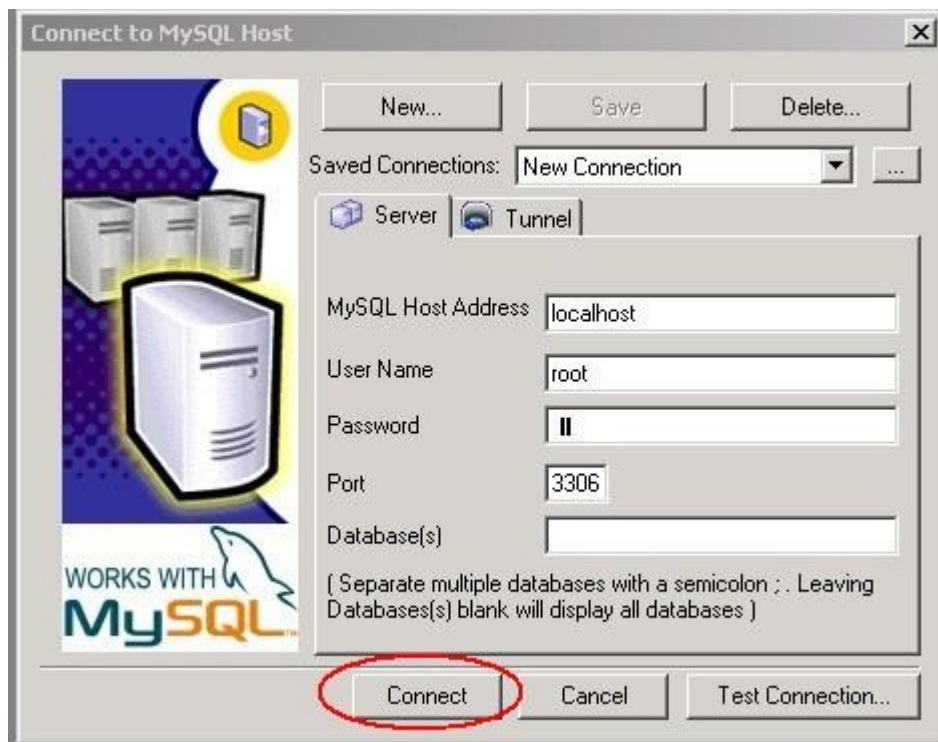 Connect to MySQL Host
New... Save Delete...
Saved Connections: New Connection ...
Server Tunnel
MySQL Host Address localhost
User Name root
Password
Port 3306
Database(s)
( Separate multiple databases with a semicolon ; . Leaving
Databases(s) blank will display all databases )
WORKS WITH
MySQL
Connect Cancel Test Connection...